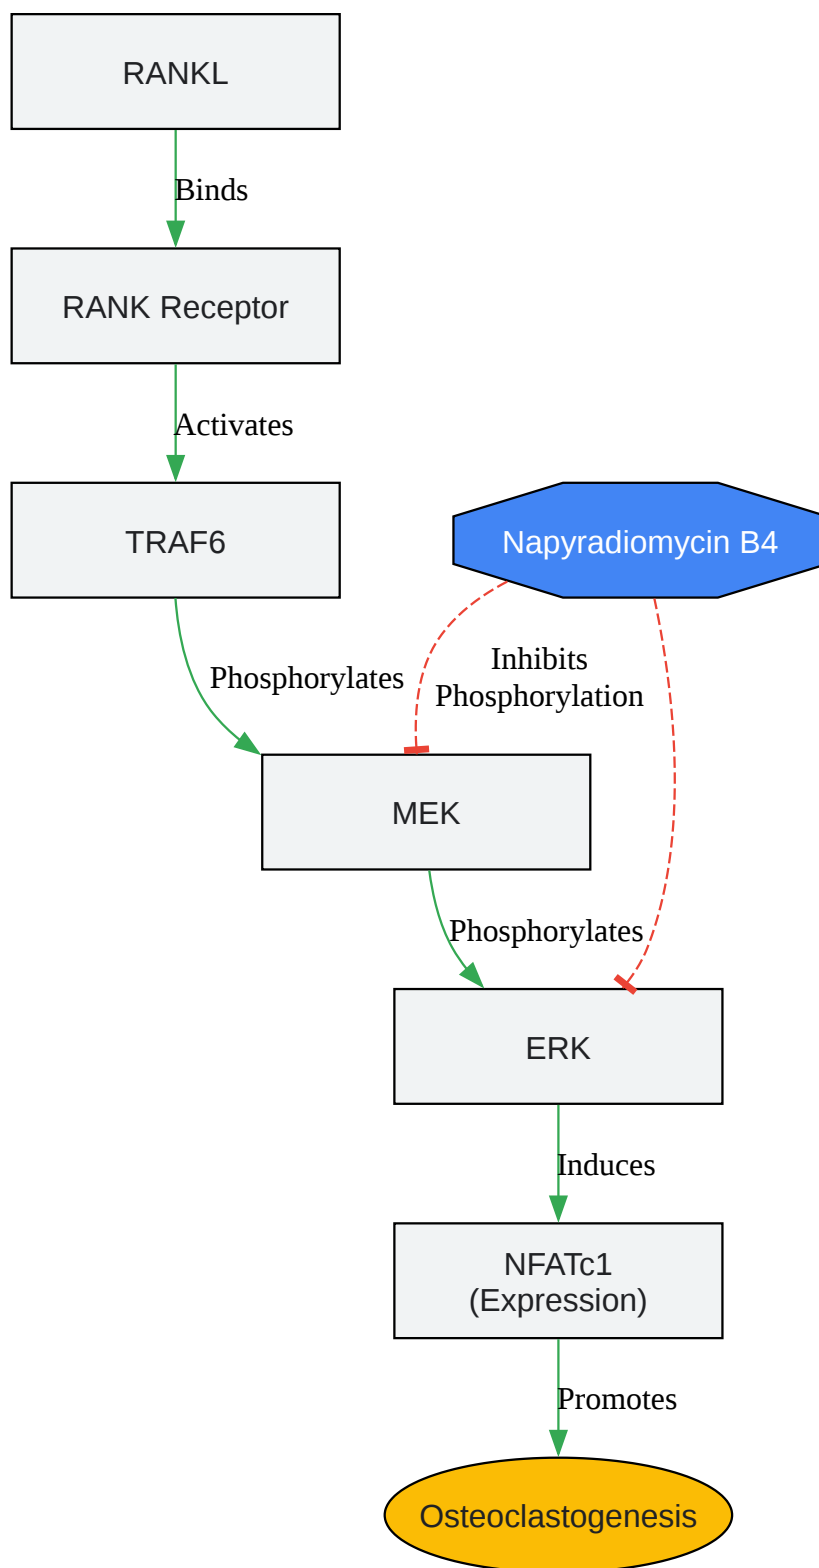 RANKL
Binds
RANK Receptor
Activates
TRAF6
Napyradiomycin B4
Phosphorylates
Inhibits
Phosphorylation
MEK
Phosphorylates
ERK
Induces
NFATc1
(Expression)
Promotes
Osteoclastogenesis